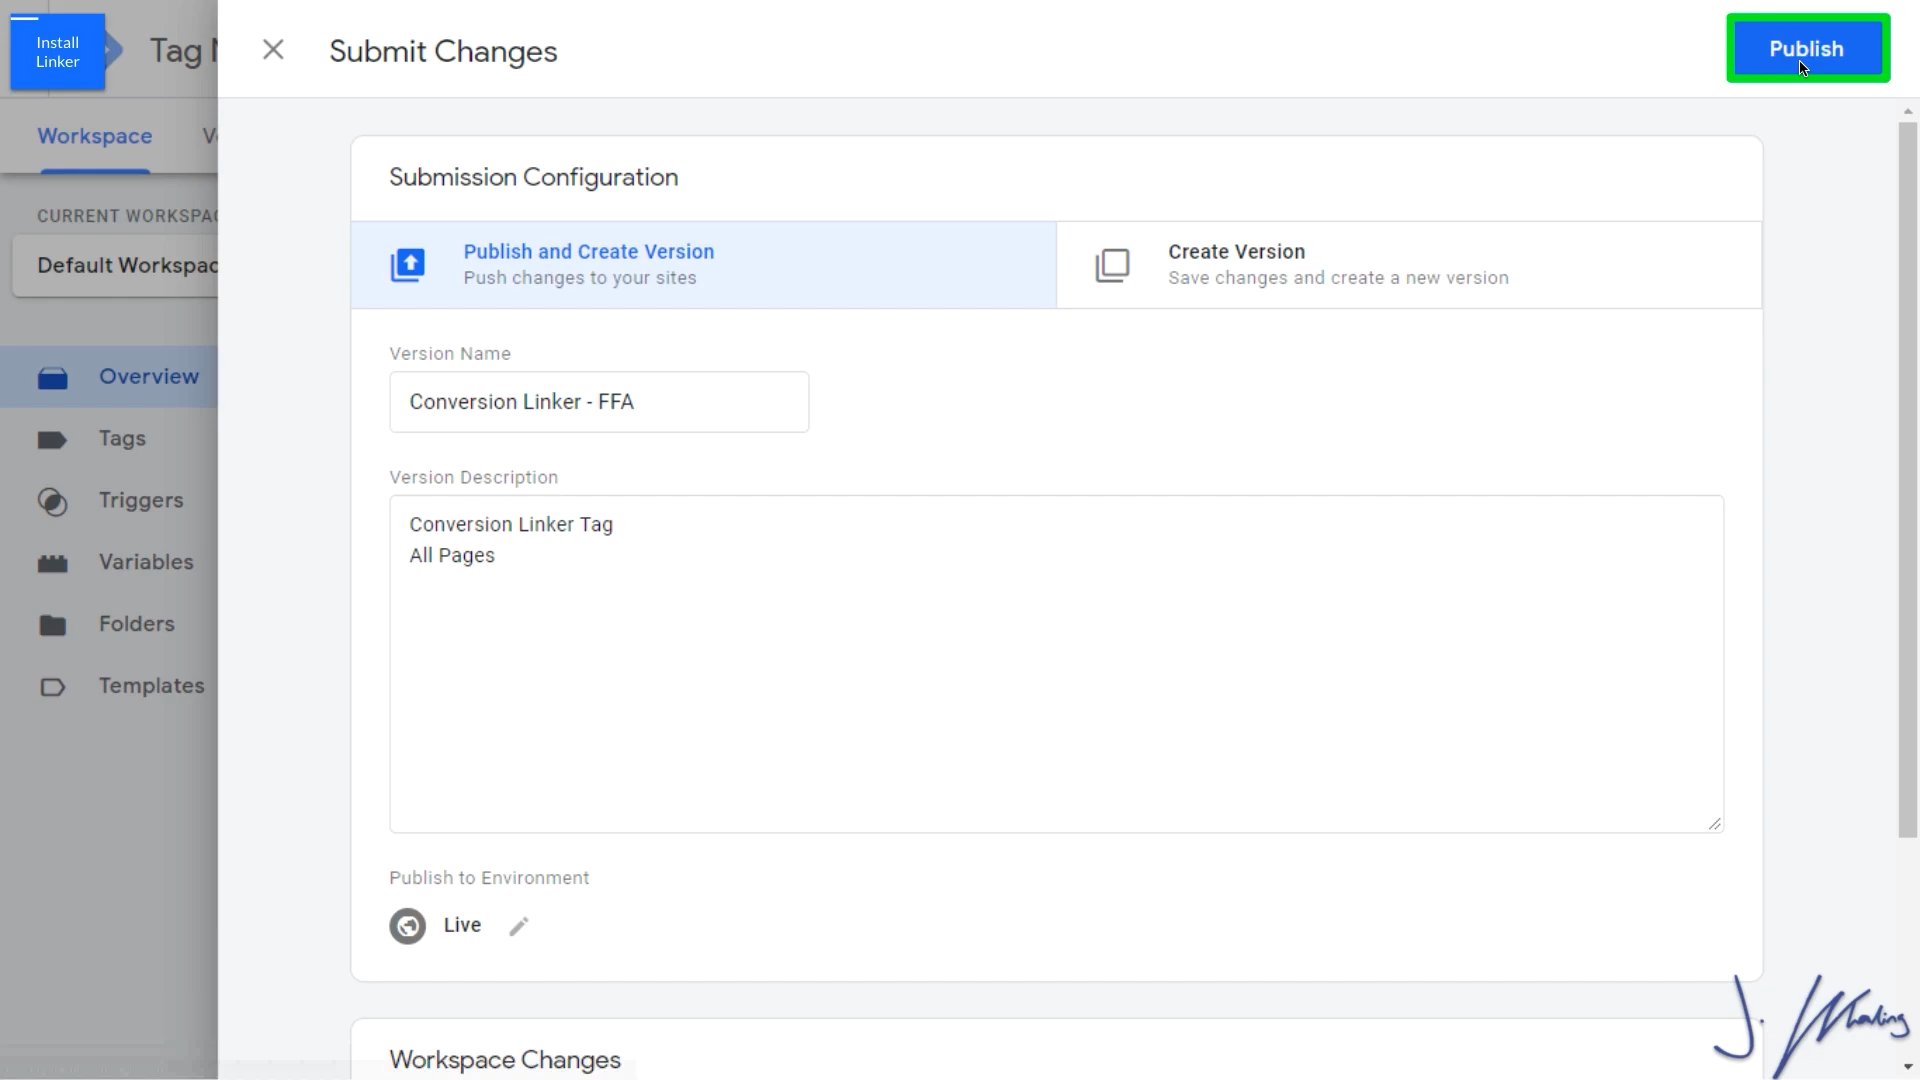 Install
Linker
Tag
Submit Changes
Publish
Workspace
CURRENT WORKSPAC
Default Workspac
Overview
Tags
Triggers
Variables
Folders
Templates
Submission Configuration
Publish and Create Version
Push changes to your sites
Create Version
Save changes and create a new version
Version Name
Conversion Linker - FFA
Version Description
Conversion Linker Tag
All Pages
Publish to Environment
Live
Workspace Changes